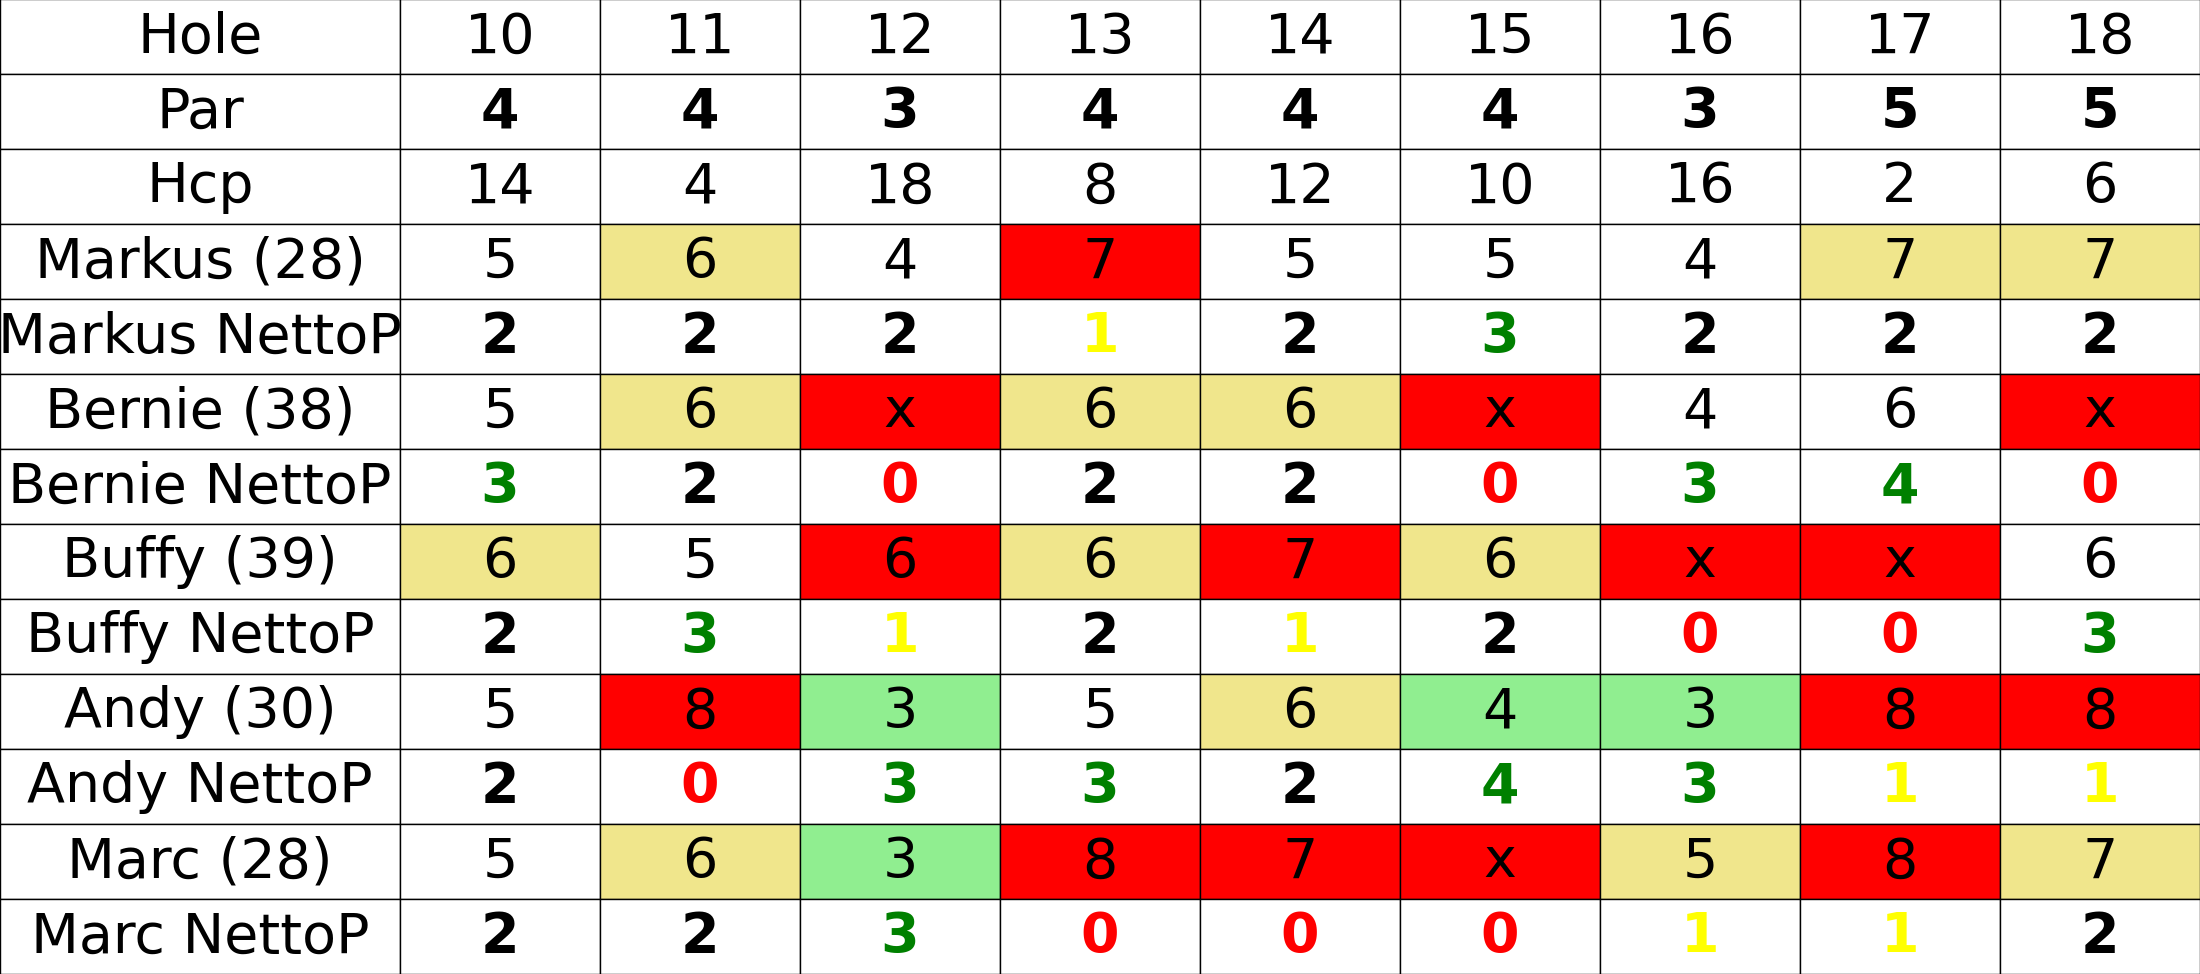 Hole 10 11 12 13 14 15 16 17 18
Par 4 4 3 4 4 4 3 5 5
Hcp 14 4 18 8 12 10 16 2 6
Markus (28) 5 6 4 7 5 5 4 7 7
Markus NettoP 2 2 2 1 2 3 2 2 2
Bernie (38) 5 6 x 6 6 x 4 6 x
Bernie NettoP 3 2 0 2 2 0 3 4 0
Buffy (39) 6 5 6 6 7 6 x x 6
Buffy NettoP 2 3 1 2 1 2 0 0 3
Andy (30) 5 8 3 5 6 4 3 8 8
Andy NettoP 2 0 3 3 2 4 3 1 1
Marc (28) 5 6 3 8 7 x 5 8 7
Marc NettoP 2 2 3 0 0 0 1 1 2